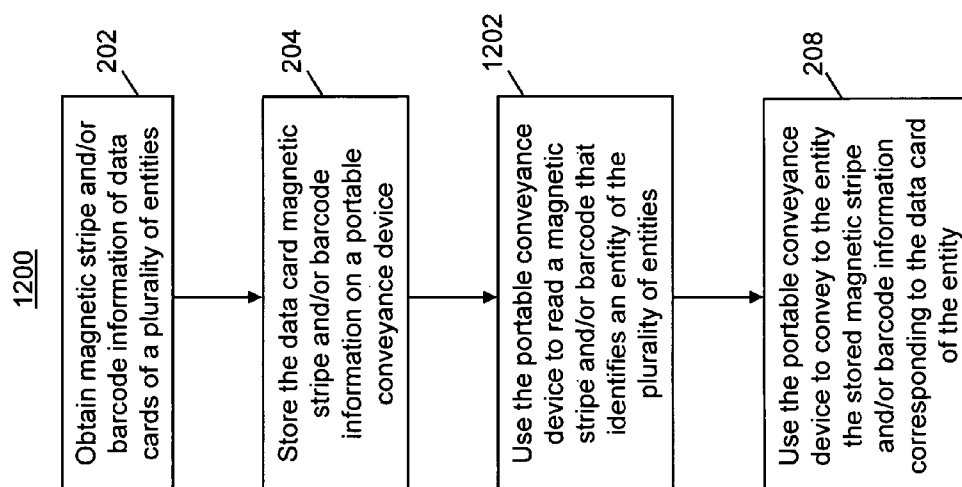 1200
202
Obtain magnetic stripe and/or
barcode information of data
cards of a plurality of entities
204
Store the data card magnetic
stripe and/or barcode
information on a portable
conveyance device
1202
Use the portable conveyance
device to read a magnetic
stripe and/or barcode that
identifies an entity of the
plurality of entities
208
Use the portable conveyance
device to convey to the entity
the stored magnetic stripe
and/or barcode information
corresponding to the data card
of the entity